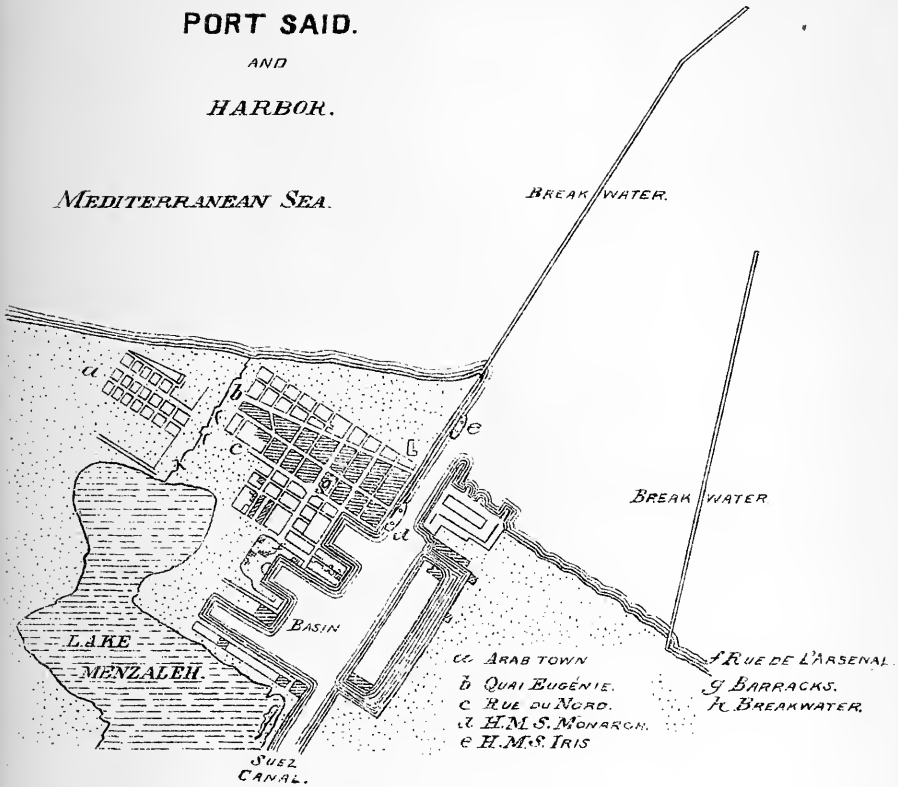 PORT SAID.
AND
HARBOR.
MEDITERRANEAN SEA.
BREAK WATER.
a
b
c
e
d
g
BREAK WATER
LAKE
MENZALEH.
BASIN
SUEZ
CANAL.
a ARAB TOWN
b QUAI EUGÉNIE.
c RUE DU NORD.
d H.M.S. MONARCH.
e H.M.S. IRIS
f RUE DE L'ARSENAL.
g BARRACKS.
h BREAKWATER.